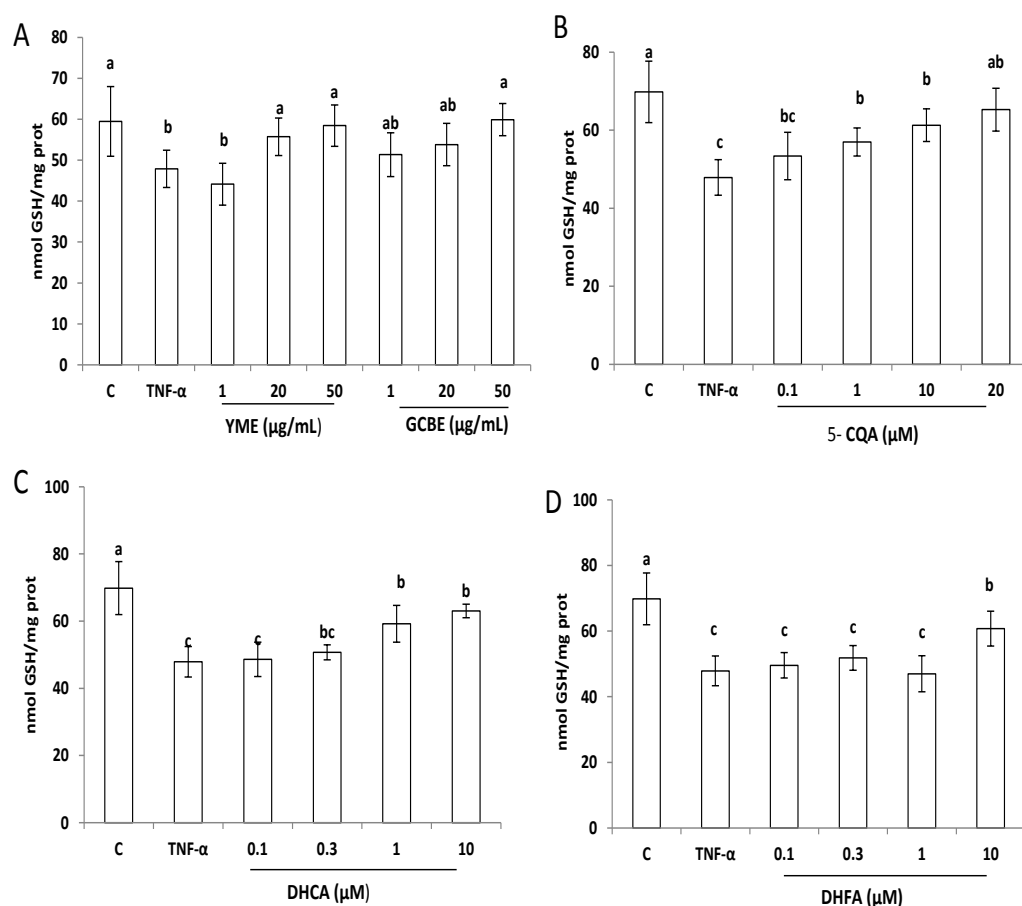 A
nmol GSH/mg prot
80
70
60
50
40
30
20
10
0
a
b
b
a
a
ab
ab
a
C TNF-α 1 20 50 1 20 50
YME (µg/mL) GCBE (µg/mL)
B
nmol GSH/mg prot
80
60
40
20
0
a
c
bc
b
b
ab
C TNF-α 0.1 1 10 20
5- CQA (µM)
C
nmol GSH/mg prot
100
80
60
40
20
0
a
c
c
bc
b
b
C TNF-α 0.1 0.3 1 10
DHCA (µM)
D
nmol GSH/mg prot
100
80
60
40
20
0
a
c
c
c
c
b
C TNF-α 0.1 0.3 1 10
DHFA (µM)